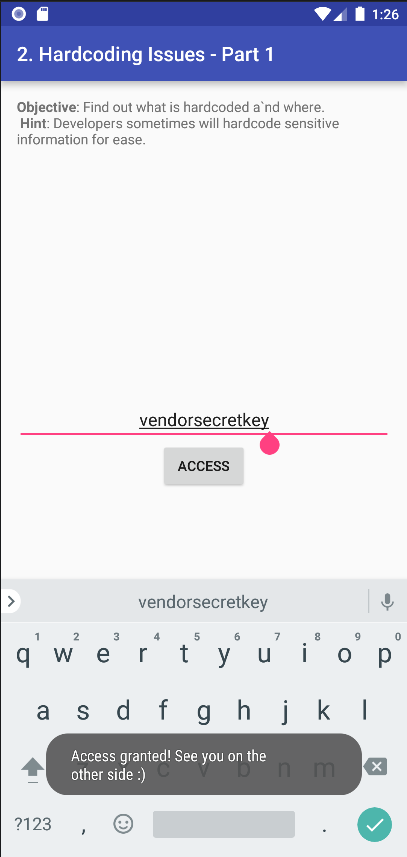 1:26
2. Hardcoding Issues - Part 1
Objective: Find out what is hardcoded a`nd where.
Hint: Developers sometimes will hardcode sensitive
information for ease.
vendorsecretkey
ACCESS
vendorsecretkey
1 2 3 4 5 6 7 8 9 0
q w e r t y u i o p
a s d f g h j k l
c v b n m
Access granted! See you on the
other side :)
?123 , .